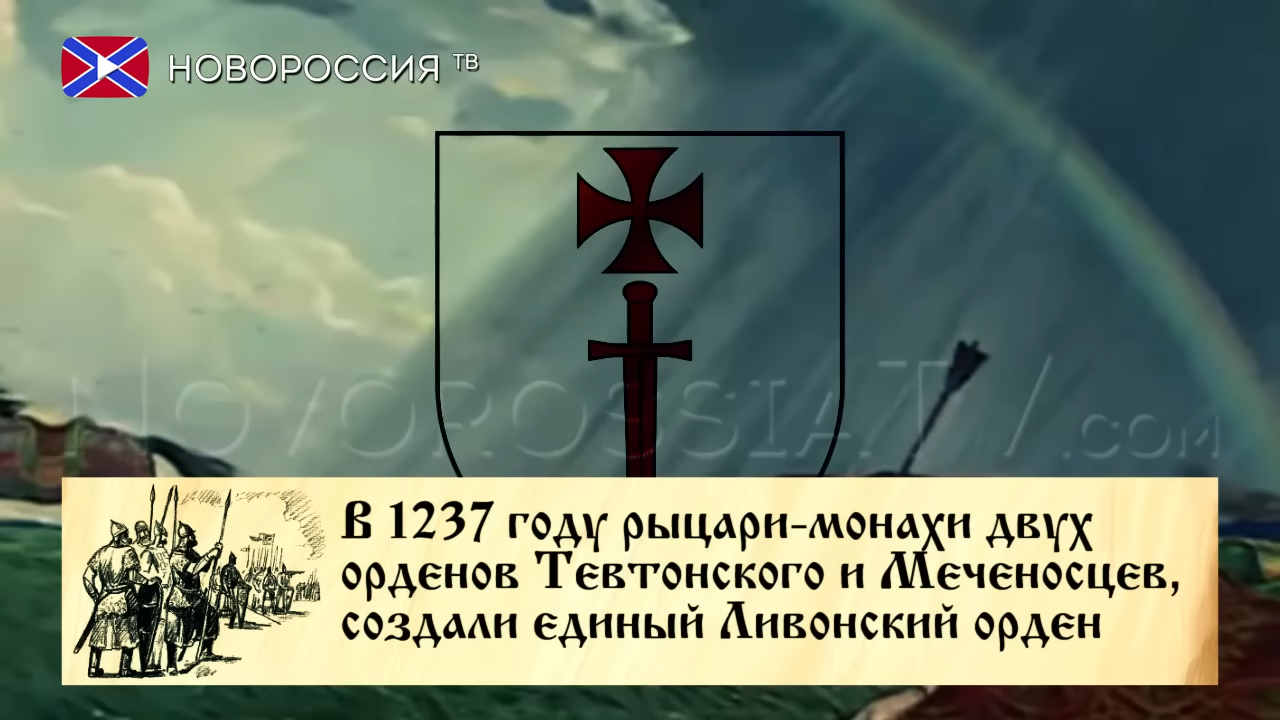 НОВОРОССИЯ ТВ
NOVOROSSIATV.COM
В 1237 году рыцари-монахи двух
орденов Тевтонского и Меченосцев,
создали единый Ливонский орден